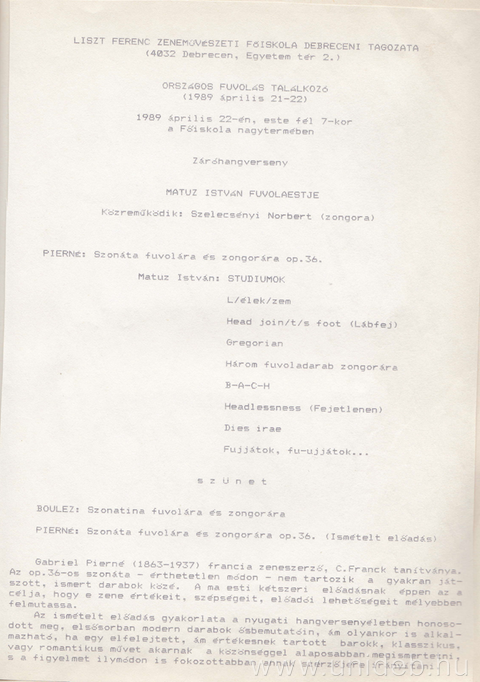 LISZT FERENC ZENEMŰVÉSZETI FŐISKOLA DEBRECENI TAGOZATA
(4032 Debrecen, Egyetem tér 2.)
ORSZÁGOS FUVOLÁS TALÁLKOZÓ
(1989 április 21-22)
1989 április 22-én, este fél 7-kor
a Főiskola nagytermében
Záróhangverseny
MATUZ ISTVÁN FUVOLAESTJE
Közreműködik: Szelecsényi Norbert (zongora)
PIERNÉ: Szonáta fuvolára és zongorára op.36.
Matuz István: STUDIUMOK
L/élek/zem
Head join/t/s foot (Lábfej)
Gregorian
Három fuvoladarab zongorára
B-A-C-H
Headlessness (Fejetlenen)
Dies irae
Fujjátok, fu-ujjatok...
s z ü n e t
BOULEZ: Szonatina fuvolára és zongorára
PIERNÉ: Szonáta fuvolára és zongorára op.36. (Ismételt előadás)
Gabriel Pierné (1863-1937) francia zeneszerző, C.Franck tanítványa.
Az op.36-os szonáta - érthetetlen módon - nem tartozik a gyakran ját-
szott, ismert darabok közé. A ma esti kétszeri előadásnak éppen az a
célja, hogy e zene értékeit, szépségeit, előadói lehetőségeit mélyebben
felmutassa.
Az ismételt előadás gyakorlata a nyugati hangversenyéletben honoso-
dott meg, elsősorban modern darabok ősbemutatóin, ám olyankor is alkal-
mazható, ha egy elfelejtett, ám értékesnek tartott barokk, klasszikus,
vagy romantikus művet akarnak a közönséggel alaposabban megismertetni,
s a figyelmet ilymódon is fokozottabban annak szerzőjére irányítani.
www.unideb.hu